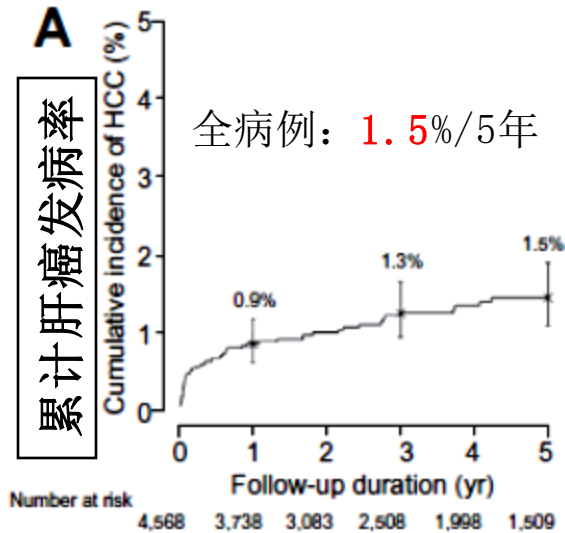 A
累计肝癌发病率
Cumulative incidence of HCC (%)
5
4
3
2
1
0
全病例：1.5%/5年
0.9%
1.3%
1.5%
0 1 2 3 4 5
Follow-up duration (yr)
Number at risk
4,568 3,738 3,083 2,508 1,998 1,509